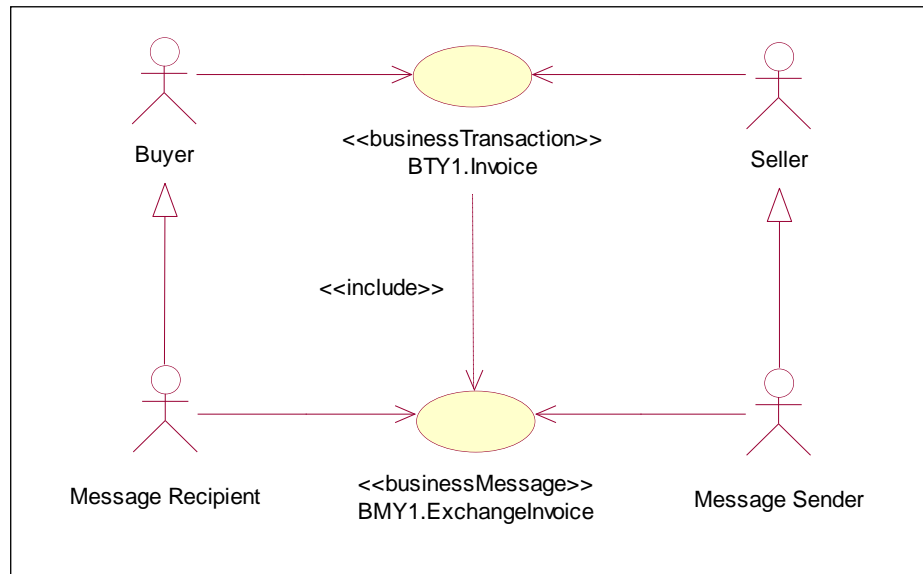 Buyer
<<businessTransaction>>
BTY1.Invoice
Seller
<<include>>
Message Recipient
<<businessMessage>>
BMY1.ExchangeInvoice
Message Sender